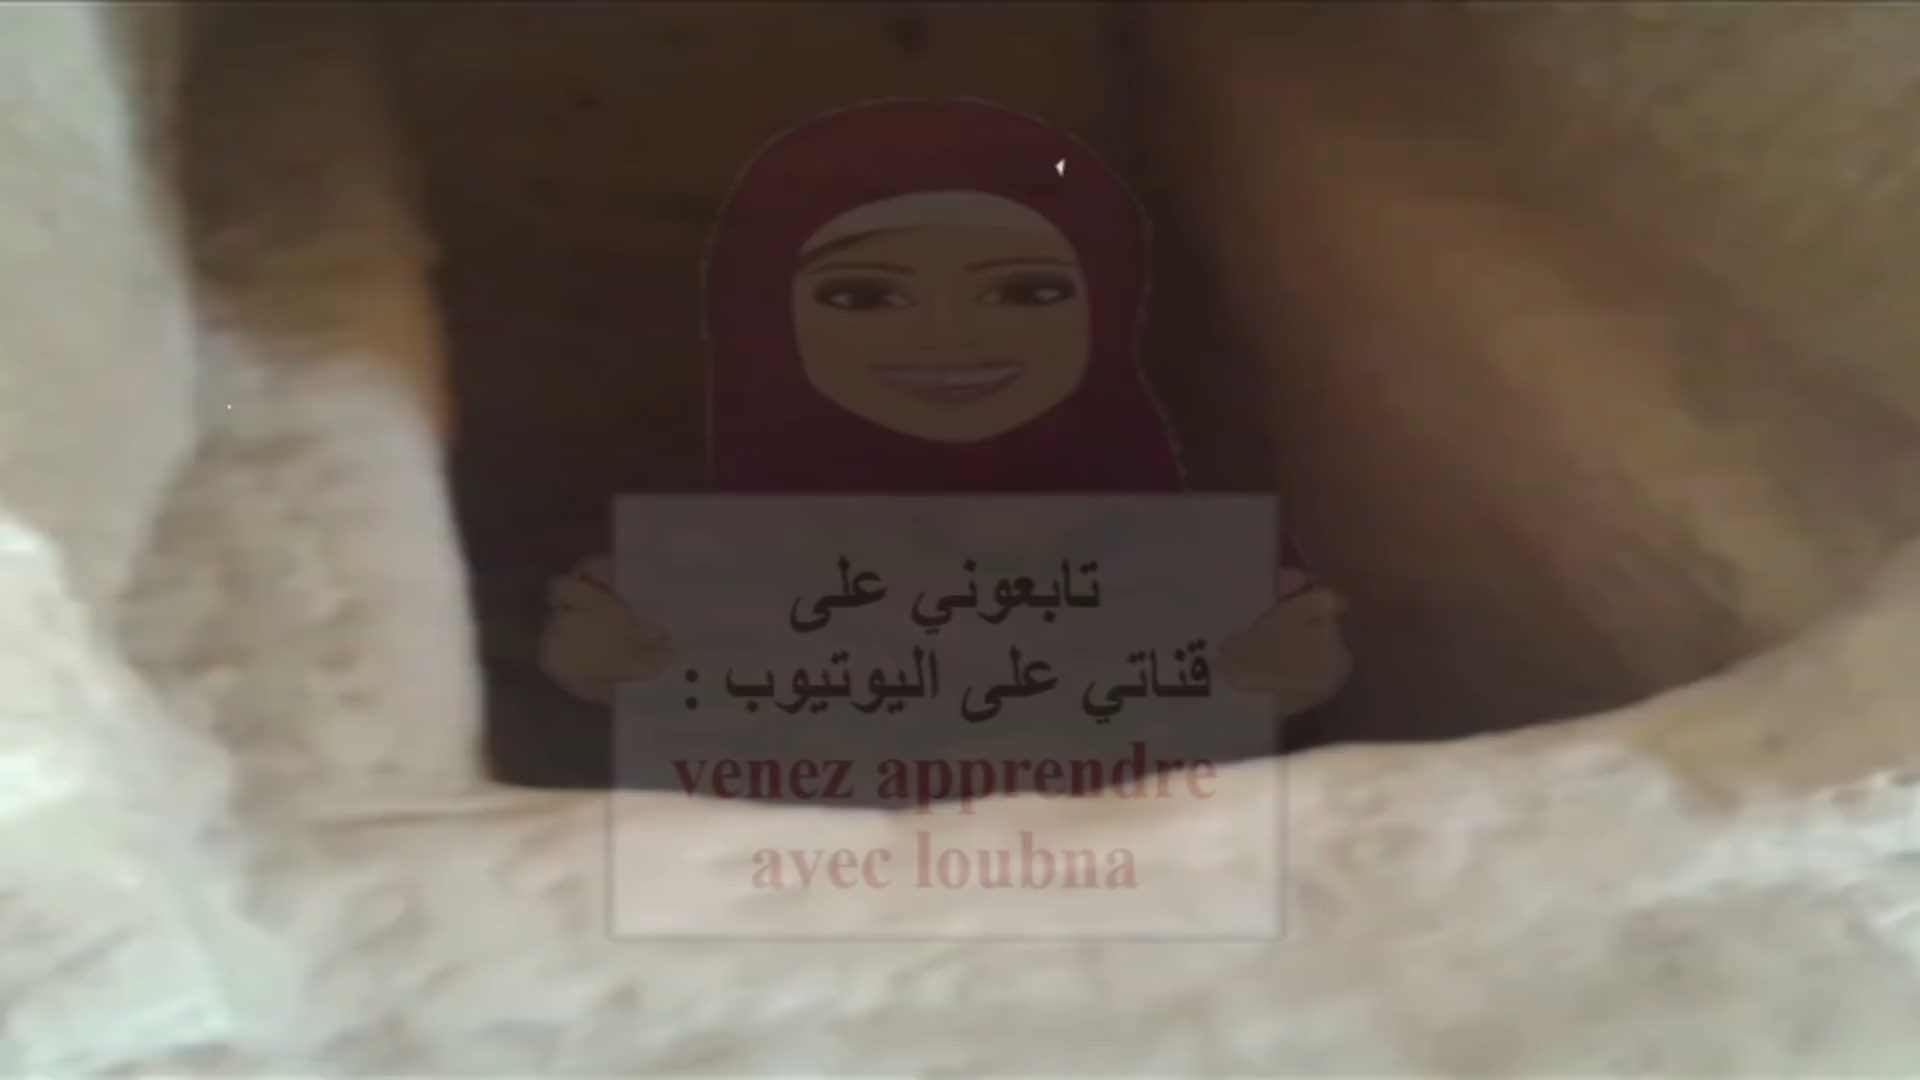 تابعوني على
قناتي على اليوتيوب :
venez apprendre
avec loubna